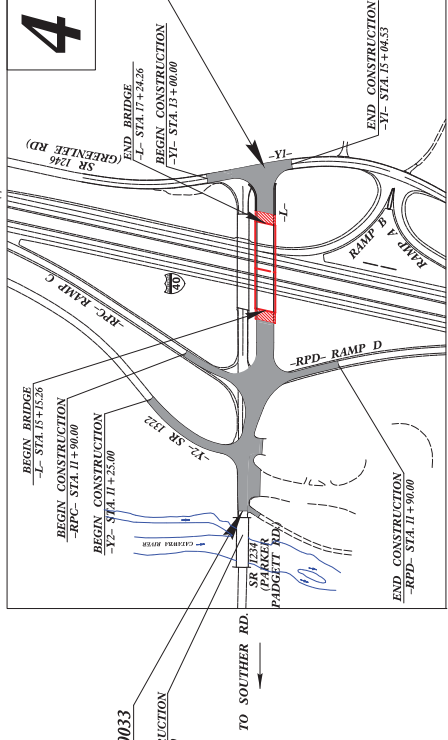 4
END BRIDGE
-L- STA. 17+24.26
BEGIN CONSTRUCTION
-Y1- STA. 13+00.00
END CONSTRUCTION
-Y1- STA. 15+04.53
SR 1246
(GREENLEE RD)
-Y1-
-L-
RAMP B
RAMP A
40
-RPC- RAMP C
-RPD- RAMP D
BEGIN BRIDGE
-L- STA. 15+15.26
BEGIN CONSTRUCTION
-RPC- STA. 11+90.00
BEGIN CONSTRUCTION
-Y2- STA. 11+25.00
-Y2- SR 1322
CATAWBA RIVER
SR 1234
(PARKER
PADGETT RD.)
END CONSTRUCTION
-RPD- STA. 11+90.00
TO SOUTHER RD.
0033
UCTION